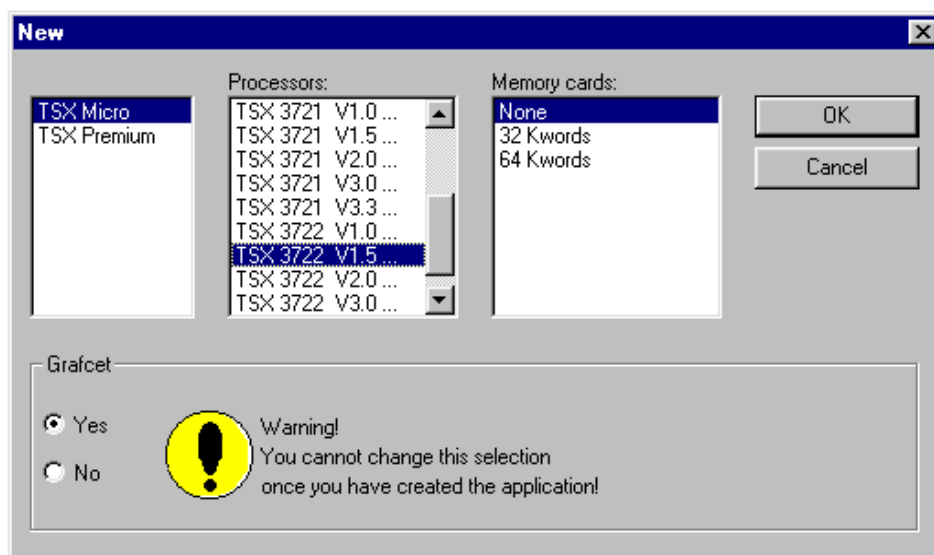 New
Processors:
Memory cards:
TSX Micro
TSX Premium
TSX 3721 V1.0 ...
TSX 3721 V1.5 ...
TSX 3721 V2.0 ...
TSX 3721 V3.0 ...
TSX 3721 V3.3 ...
TSX 3722 V1.0 ...
TSX 3722 V1.5 ...
TSX 3722 V2.0 ...
TSX 3722 V3.0 ...
None
32 Kwords
64 Kwords
OK
Cancel
Grafcet
Yes
No
Warning!
You cannot change this selection
once you have created the application!